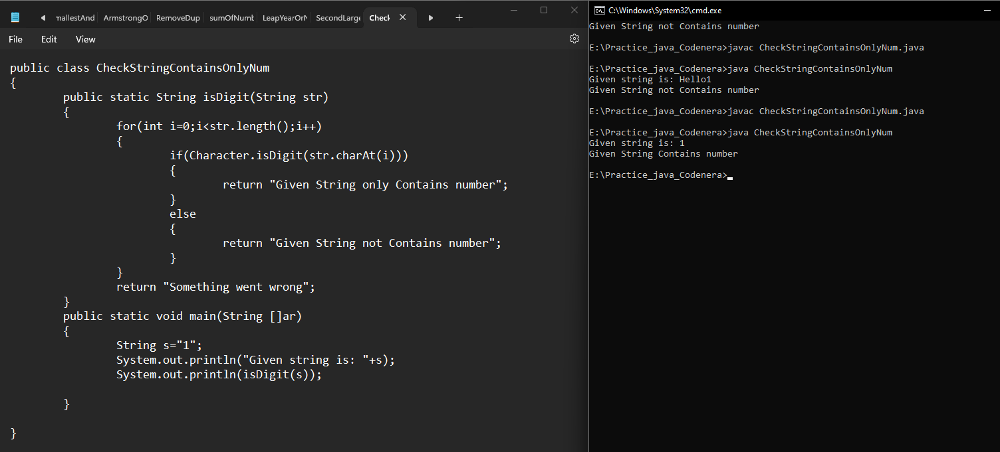 mallestAnd ArmstrongO RemoveDup sumOfNumb LeapYearOrN SecondLarge Check
File Edit View
public class CheckStringContainsOnlyNum
{
public static String isDigit(String str)
{
for(int i=0;i<str.length();i++)
{
if(Character.isDigit(str.charAt(i)))
{
return "Given String only Contains number";
}
else
{
return "Given String not Contains number";
}
}
return "Something went wrong";
}
public static void main(String []ar)
{
String s="1";
System.out.println("Given string is: "+s);
System.out.println(isDigit(s));
}
}
C:\Windows\System32\cmd.exe
Given String not Contains number
E:\Practice_java_Codenera>javac CheckStringContainsOnlyNum.java
E:\Practice_java_Codenera>java CheckStringContainsOnlyNum
Given string is: Hello1
Given String not Contains number
E:\Practice_java_Codenera>javac CheckStringContainsOnlyNum.java
E:\Practice_java_Codenera>java CheckStringContainsOnlyNum
Given string is: 1
Given String Contains number
E:\Practice_java_Codenera>